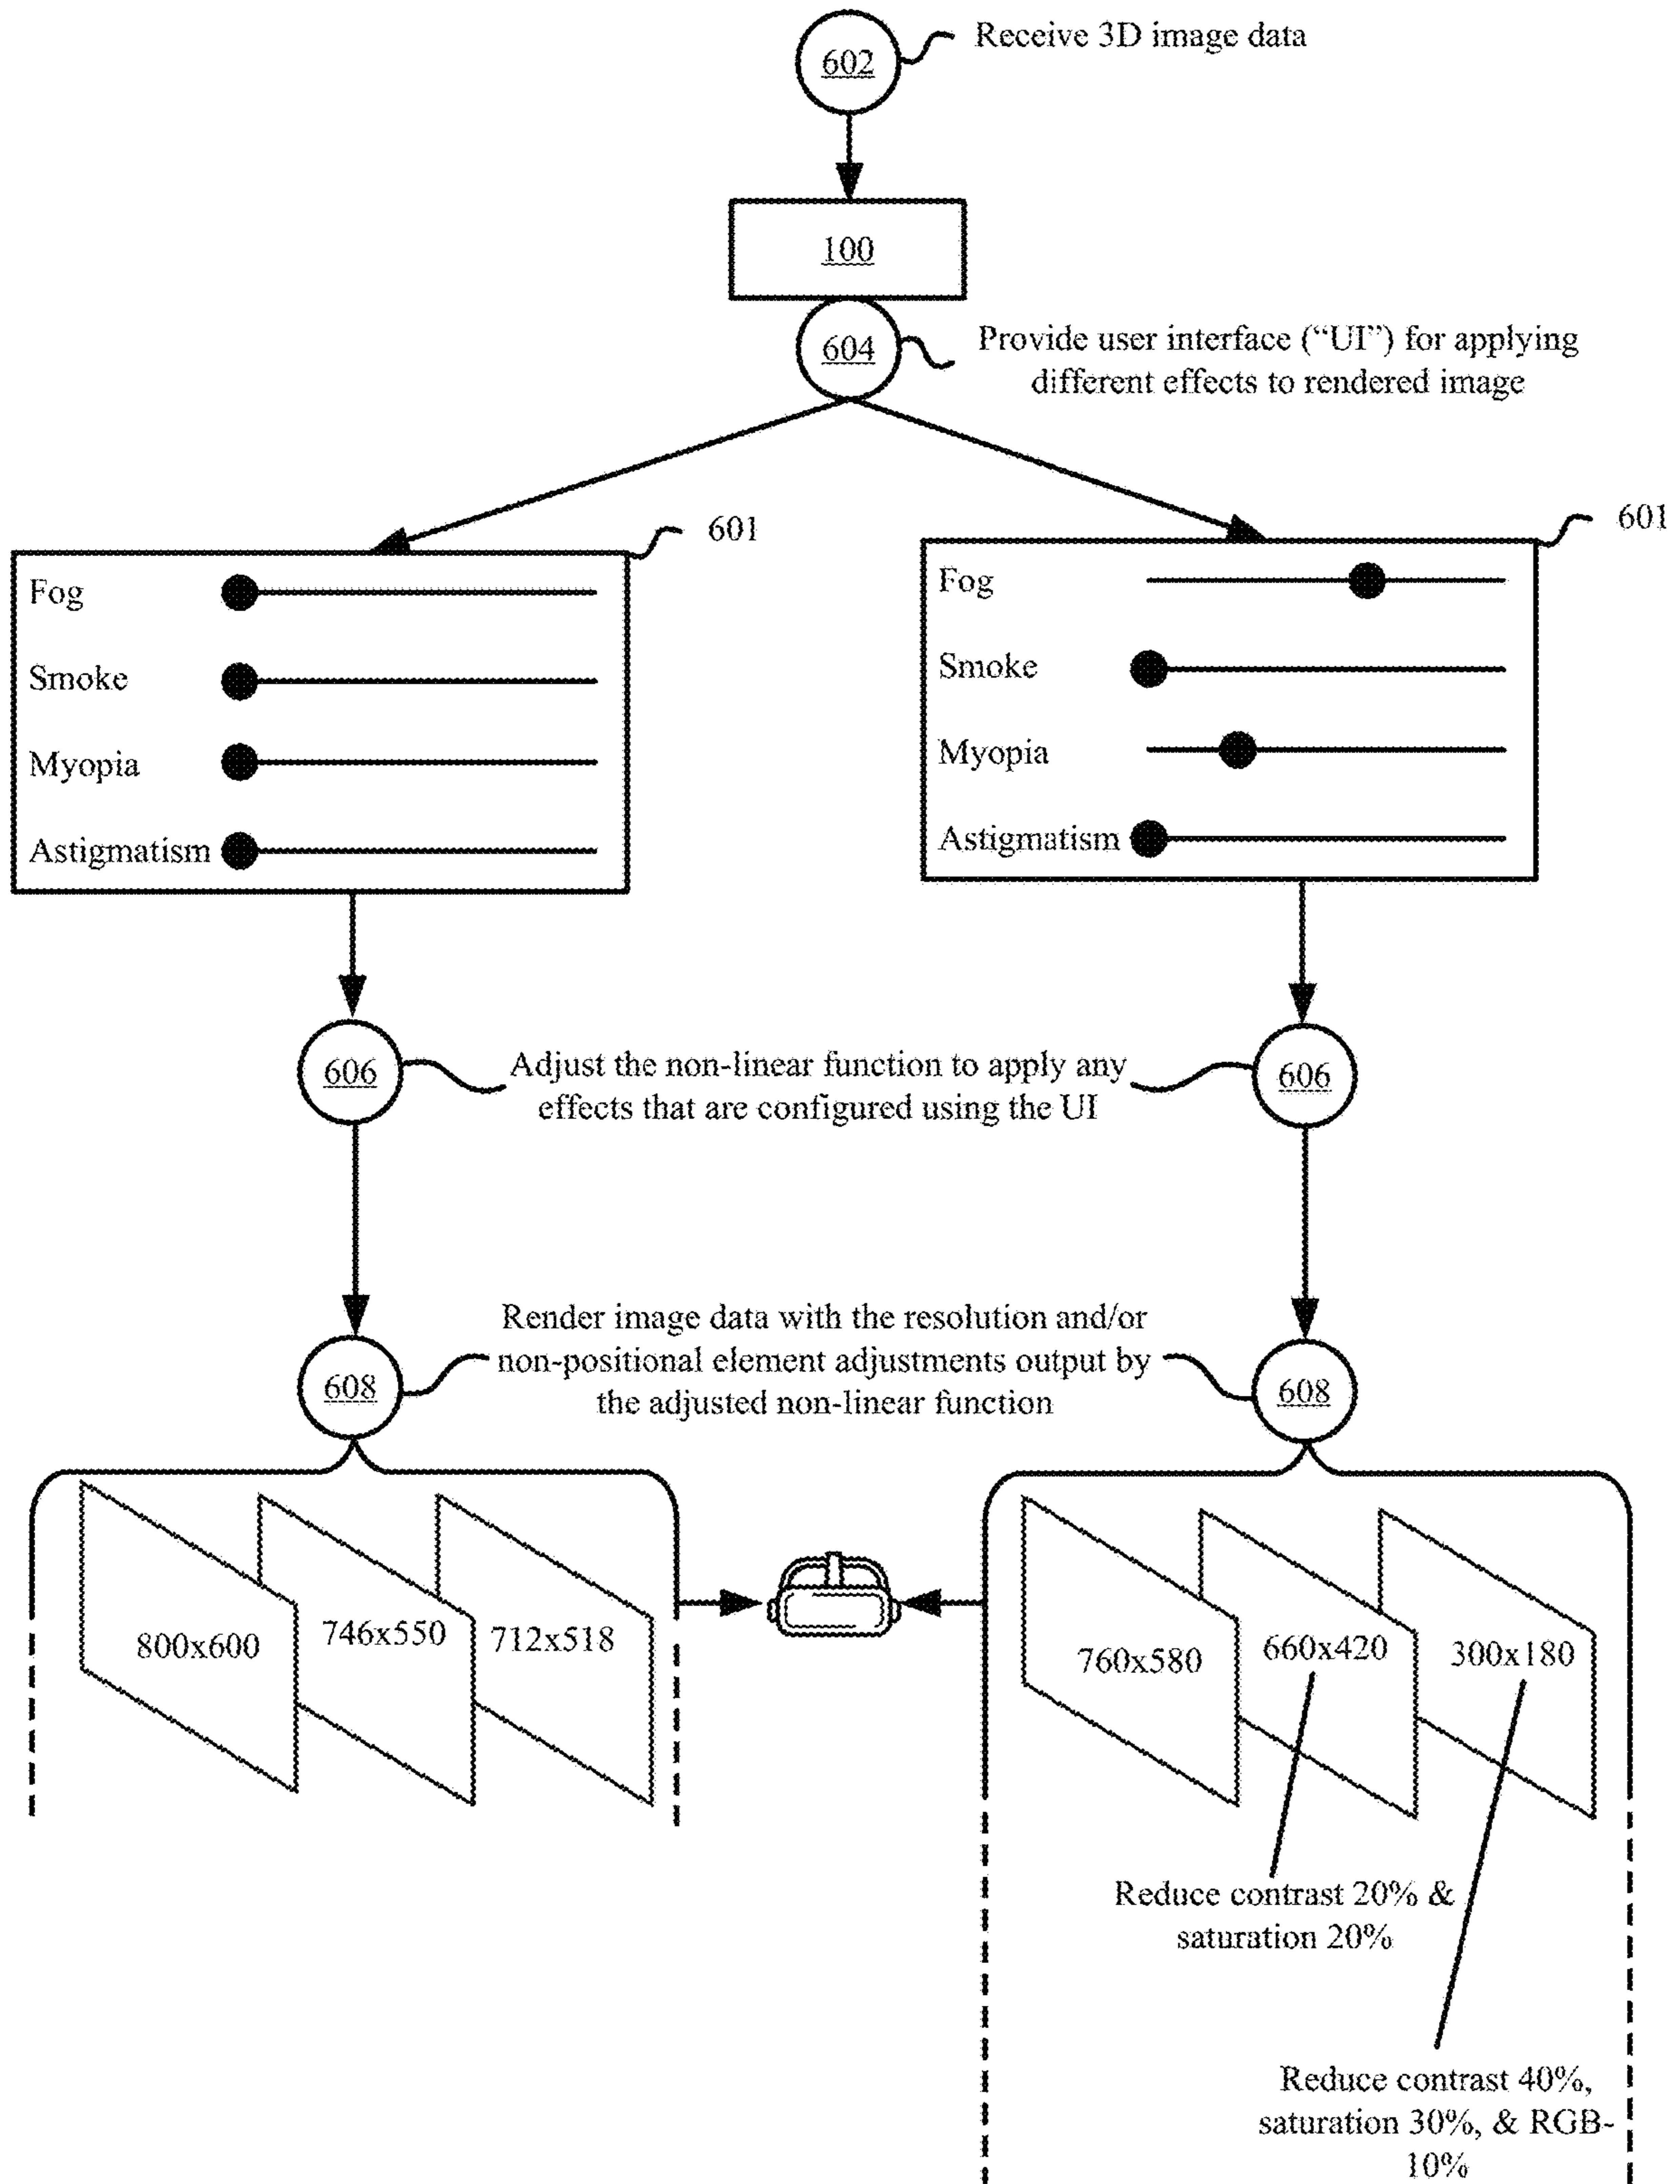 602
Receive 3D image data
100
604
Provide user interface (“UI”) for applying
different effects to rendered image
601
Fog
Smoke
Myopia
Astigmatism
601
Fog
Smoke
Myopia
Astigmatism
606
Adjust the non-linear function to apply any
effects that are configured using the UI
606
608
Render image data with the resolution and/or
non-positional element adjustments output by
the adjusted non-linear function
608
800x600
746x550
712x518
760x580
660x420
300x180
Reduce contrast 20% &
saturation 20%
Reduce contrast 40%,
saturation 30%, & RGB-
10%